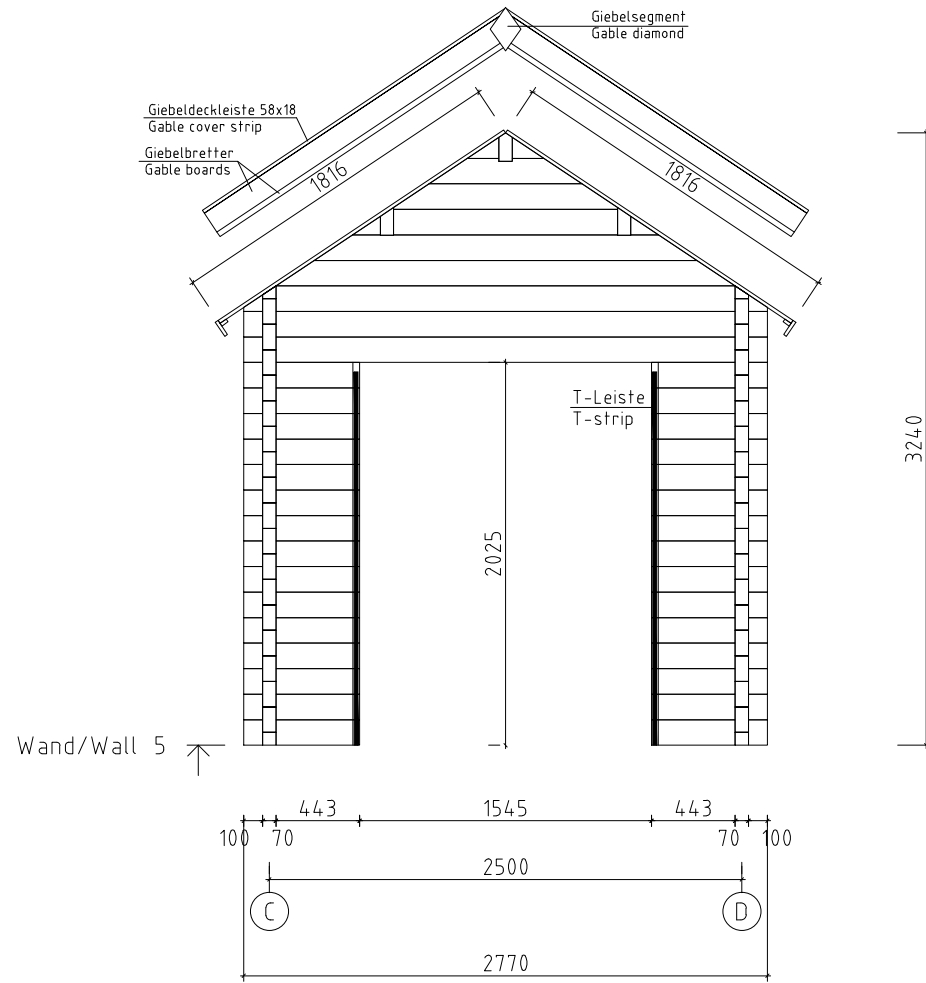 Giebelsegment
Gable diamond
Giebeldeckleiste 58x18
Gable cover strip
Giebelbretter
Gable boards
1816
1816
T-Leiste
T-strip
3240
2025
Wand/Wall 5
443
1545
443
100
70
70
100
2500
C
D
2770